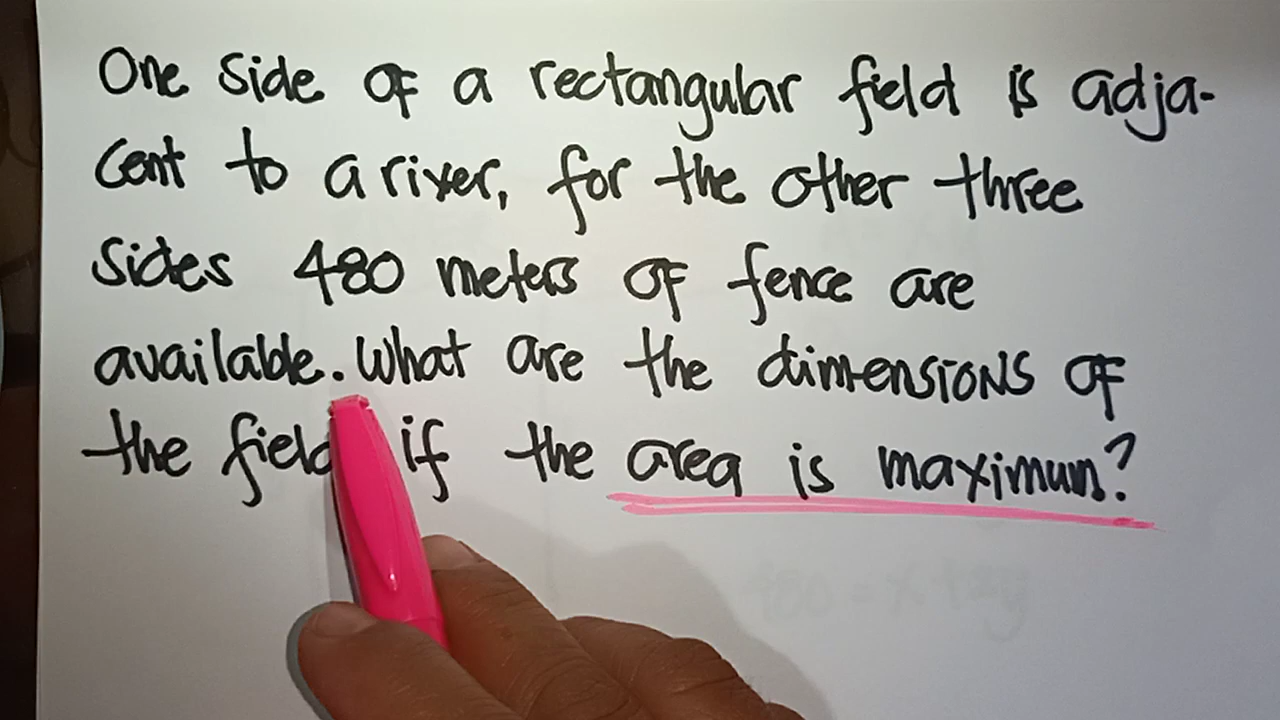 One side of a rectangular field is adja-
cent to a river, for the other three
sides 480 meters of fence are
available. What are the dimensions of
the field if the area is maximum?